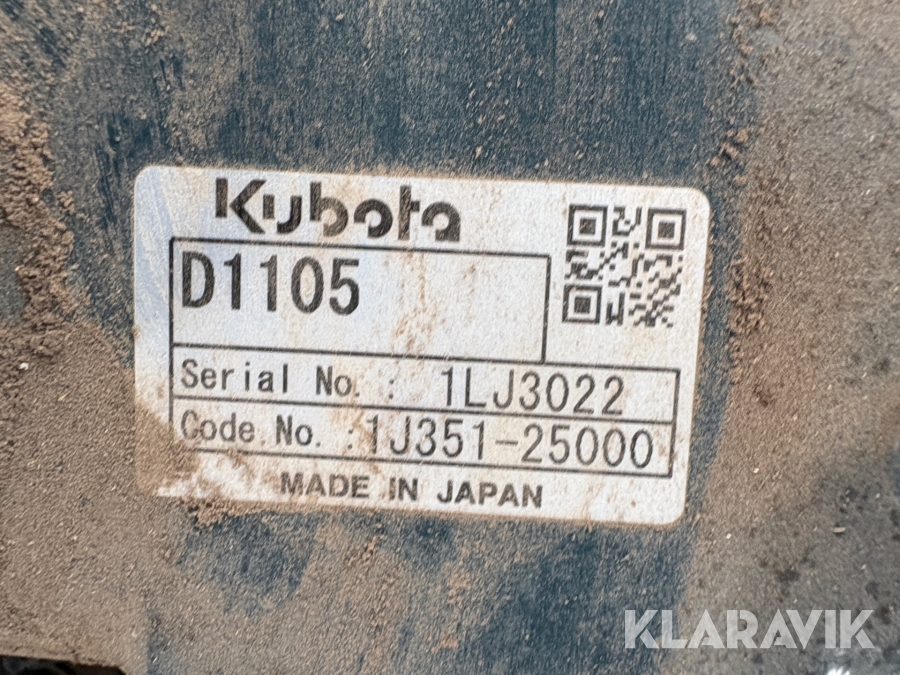 Kubota
D1105
Serial No. : 1LJ3022
Code No. : 1J351-25000
MADE IN JAPAN
KLARAVIK